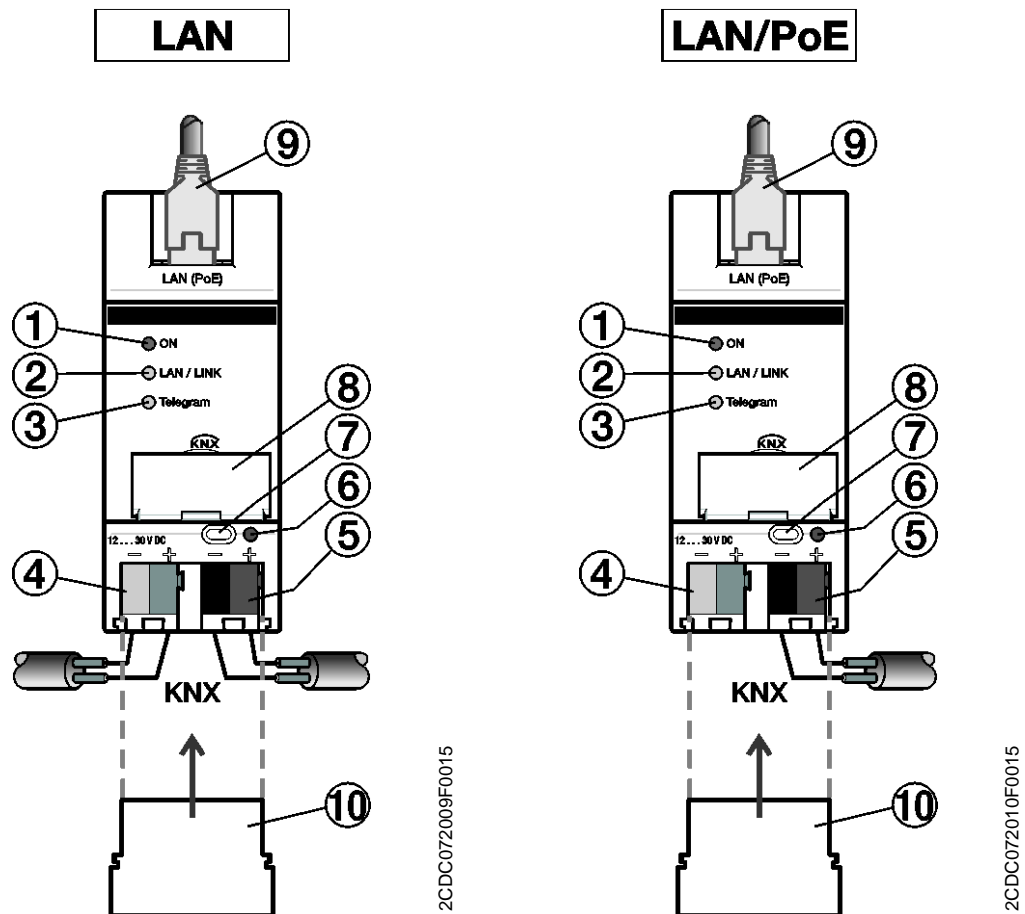 LAN
9
LAN (PoE)
1
ON
2
LAN / LINK
8
3
Telegram
7
KNX
6
12...30 V DC
5
− + − +
4
KNX
10
2CDC072009F0015
LAN/PoE
9
LAN (PoE)
1
ON
2
LAN / LINK
8
3
Telegram
7
KNX
6
12...30 V DC
5
− + − +
4
KNX
10
2CDC072010F0015